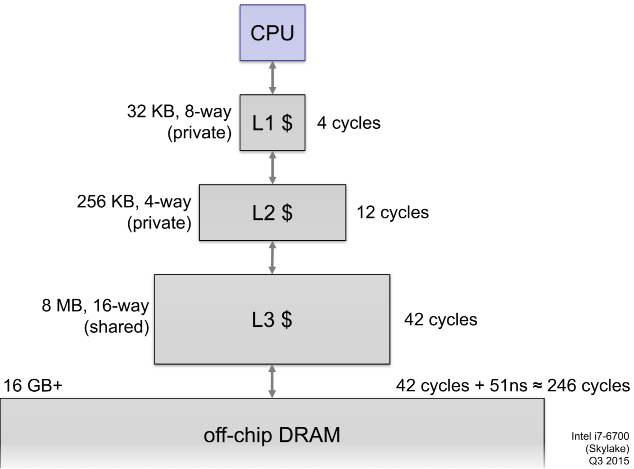 CPU
32 KB, 8-way
(private)
L1 $
4 cycles
256 KB, 4-way
(private)
L2 $
12 cycles
8 MB, 16-way
(shared)
L3 $
42 cycles
16 GB+
42 cycles + 51ns ≈ 246 cycles
off-chip DRAM
Intel i7-6700
(Skylake)
Q3 2015